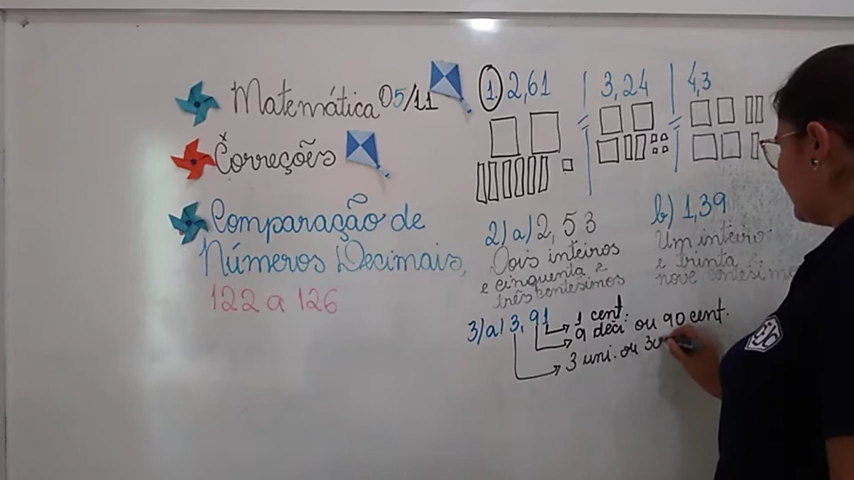 Matemática 05/11
Correções
Comparação de
Números Decimais,
122 a 126
1 2,61
3,24
4,3
2) a) 2,53
Dois inteiros
e cinquenta e
três centésimos
b) 1,39
Um inteiro
e trinta e
nove centésimos
3) a) 3,91
1 cent.
9 deci. ou 90 cent.
3 uni. ou 30